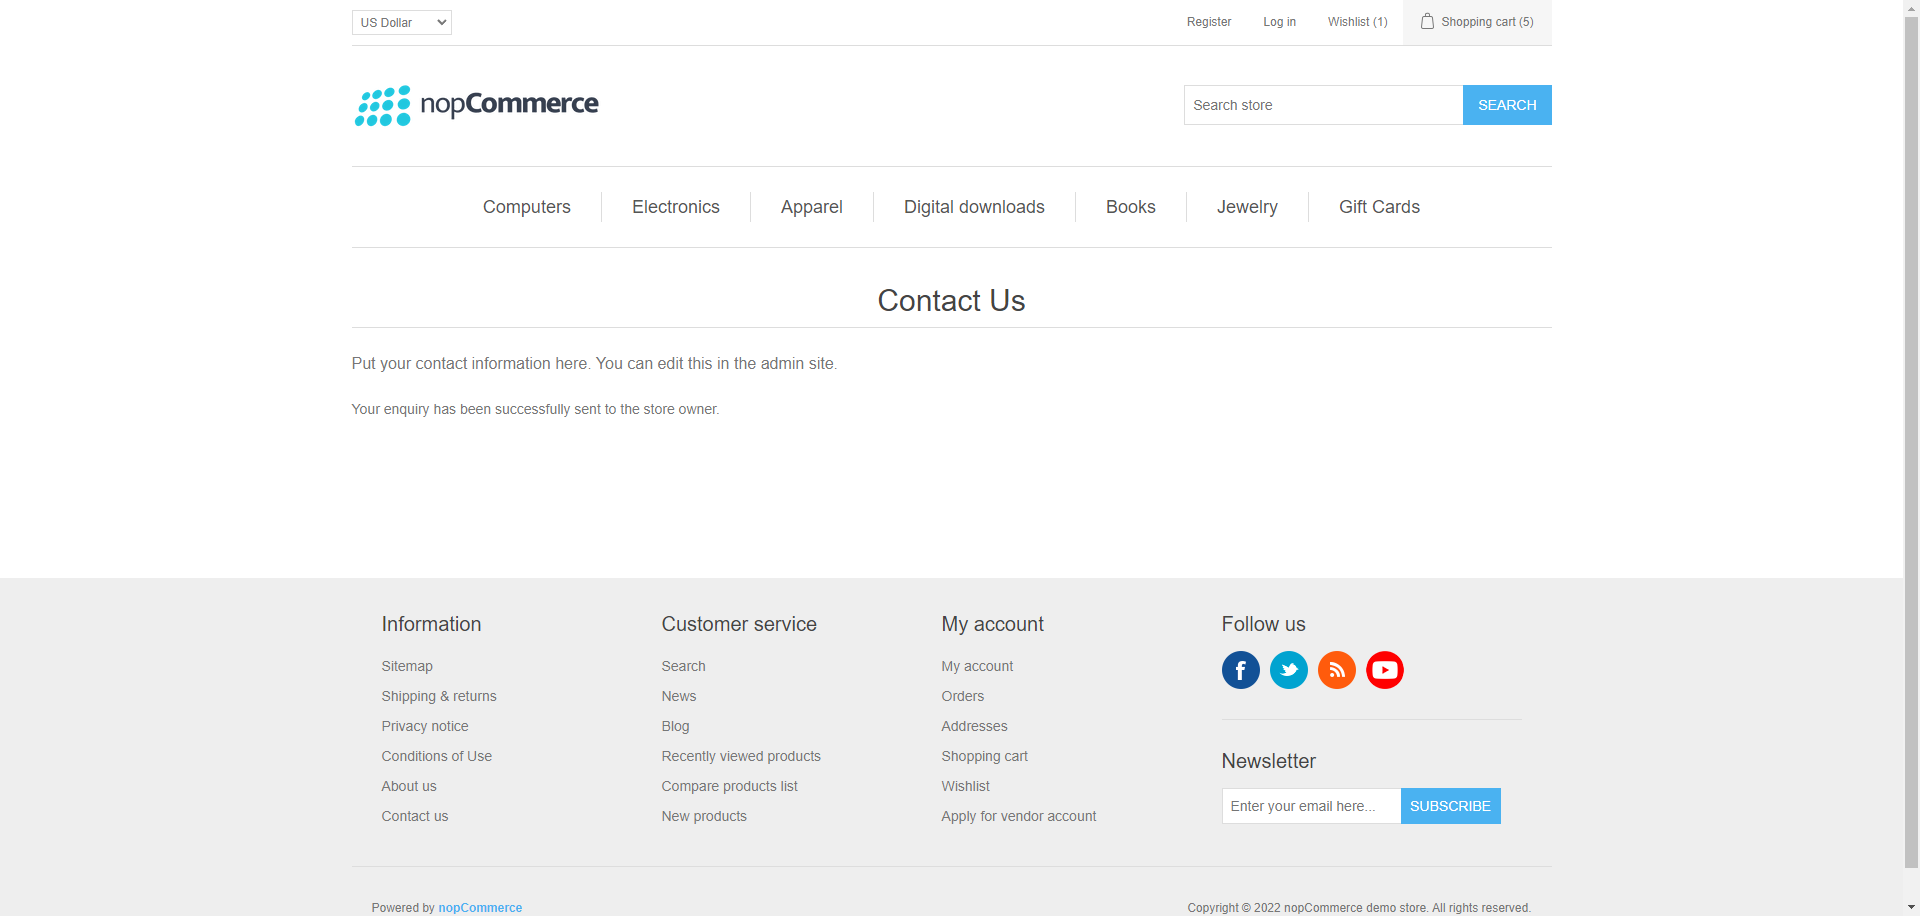 US Dollar
Register
Log in
Wishlist (1)
Shopping cart (5)
nopCommerce
Search store
SEARCH
Computers
Electronics
Apparel
Digital downloads
Books
Jewelry
Gift Cards
Contact Us
Put your contact information here. You can edit this in the admin site.
Your enquiry has been successfully sent to the store owner.
Information
Sitemap
Shipping & returns
Privacy notice
Conditions of Use
About us
Contact us
Customer service
Search
News
Blog
Recently viewed products
Compare products list
New products
My account
My account
Orders
Addresses
Shopping cart
Wishlist
Apply for vendor account
Follow us
Newsletter
Enter your email here...
SUBSCRIBE
Powered by nopCommerce
Copyright © 2022 nopCommerce demo store. All rights reserved.